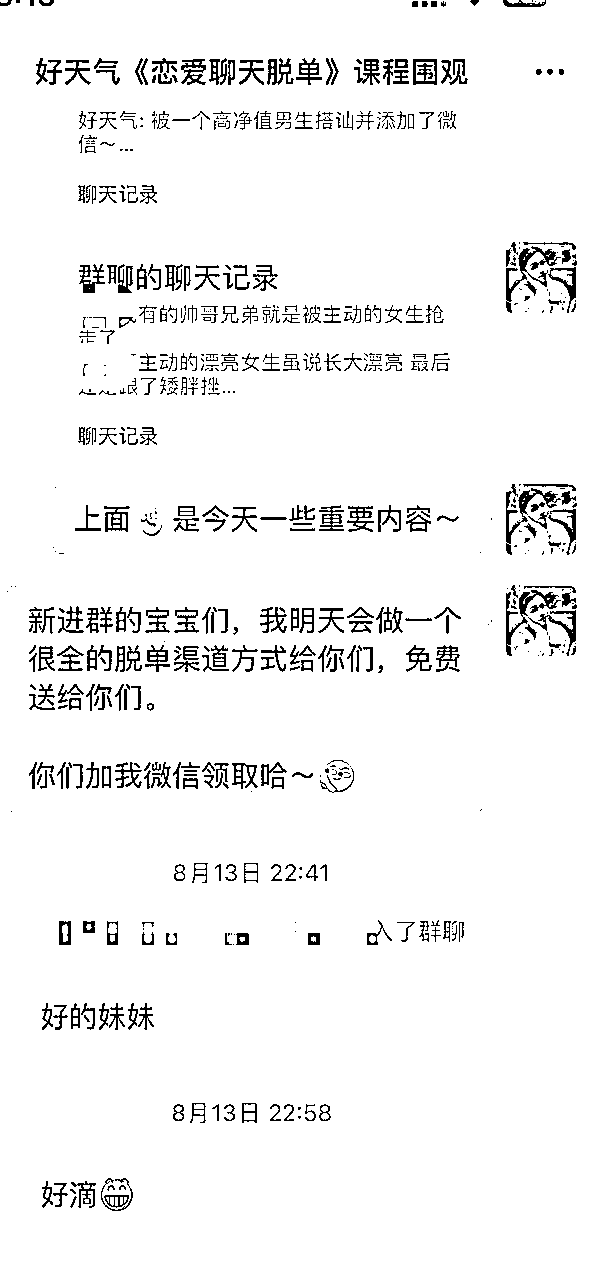 好天气《恋爱聊天脱单》课程围观
好天气: 被一个高净值男生搭讪并添加了微
信～...
聊天记录
群聊的聊天记录
有的帅哥兄弟就是被主动的女生抢
走了
主动的漂亮女生虽说长大漂亮 最后
跟了矮胖挫...
聊天记录
上面 是今天一些重要内容～
新进群的宝宝们，我明天会做一个
很全的脱单渠道方式给你们，免费
送给你们。
你们加我微信领取哈～
8月13日 22:41
入了群聊
好的妹妹
8月13日 22:58
好滴